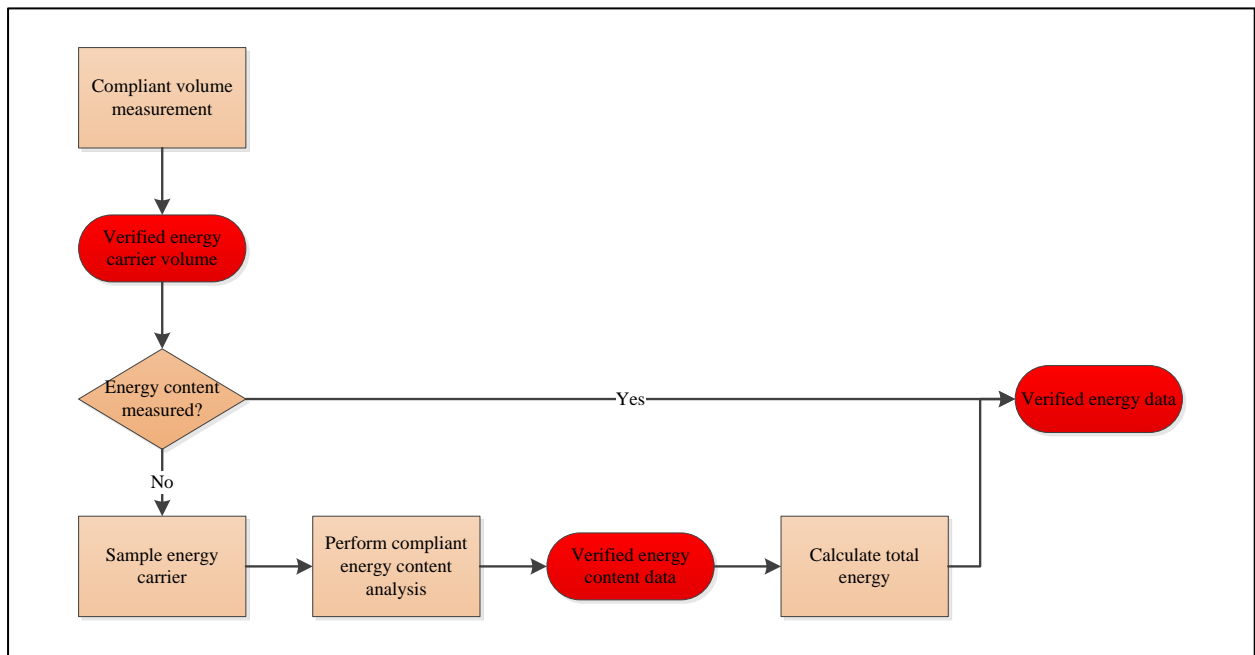 Compliant volume
measurement
Verified energy
carrier volume
Energy content
measured?
Yes
Verified energy data
No
Sample energy
carrier
Perform compliant
energy content
analysis
Verified energy
content data
Calculate total
energy